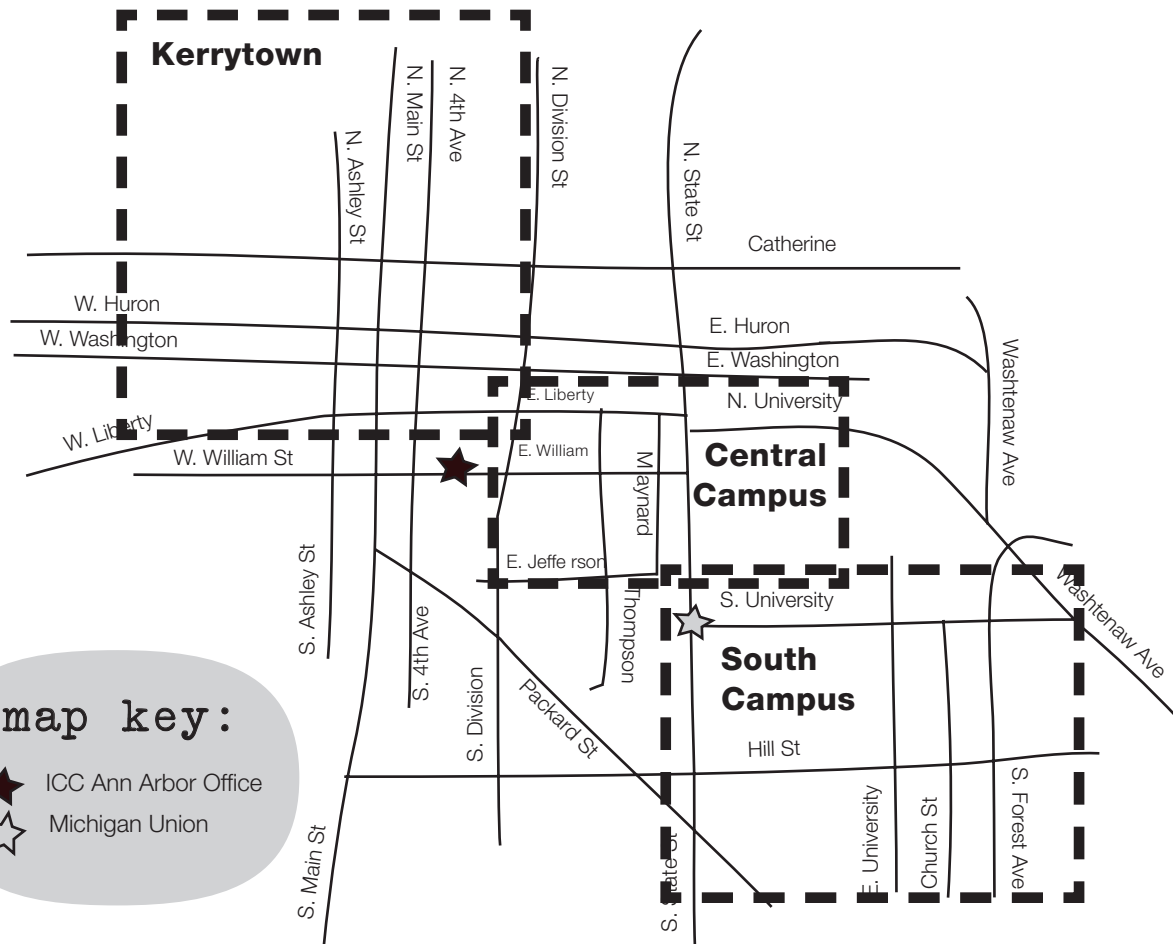 Kerrytown
N. Main St
N. 4th Ave
N. Division St
N. Ashley St
N. State St
Catherine
W. Huron
E. Huron
W. Washington
E. Washington
Washtenaw Ave
E. Liberty
N. University
W. Liberty
W. William St
E. William
Maynard
Central
Campus
E. Jeffe rson
S. Ashley St
S. 4th Ave
Thompson
S. University
Washtenaw Ave
South
Campus
S. Division
Packard St
Hill St
map key:
ICC Ann Arbor Office
Michigan Union
S. Main St
S. State St
E. University
Church St
S. Forest Ave